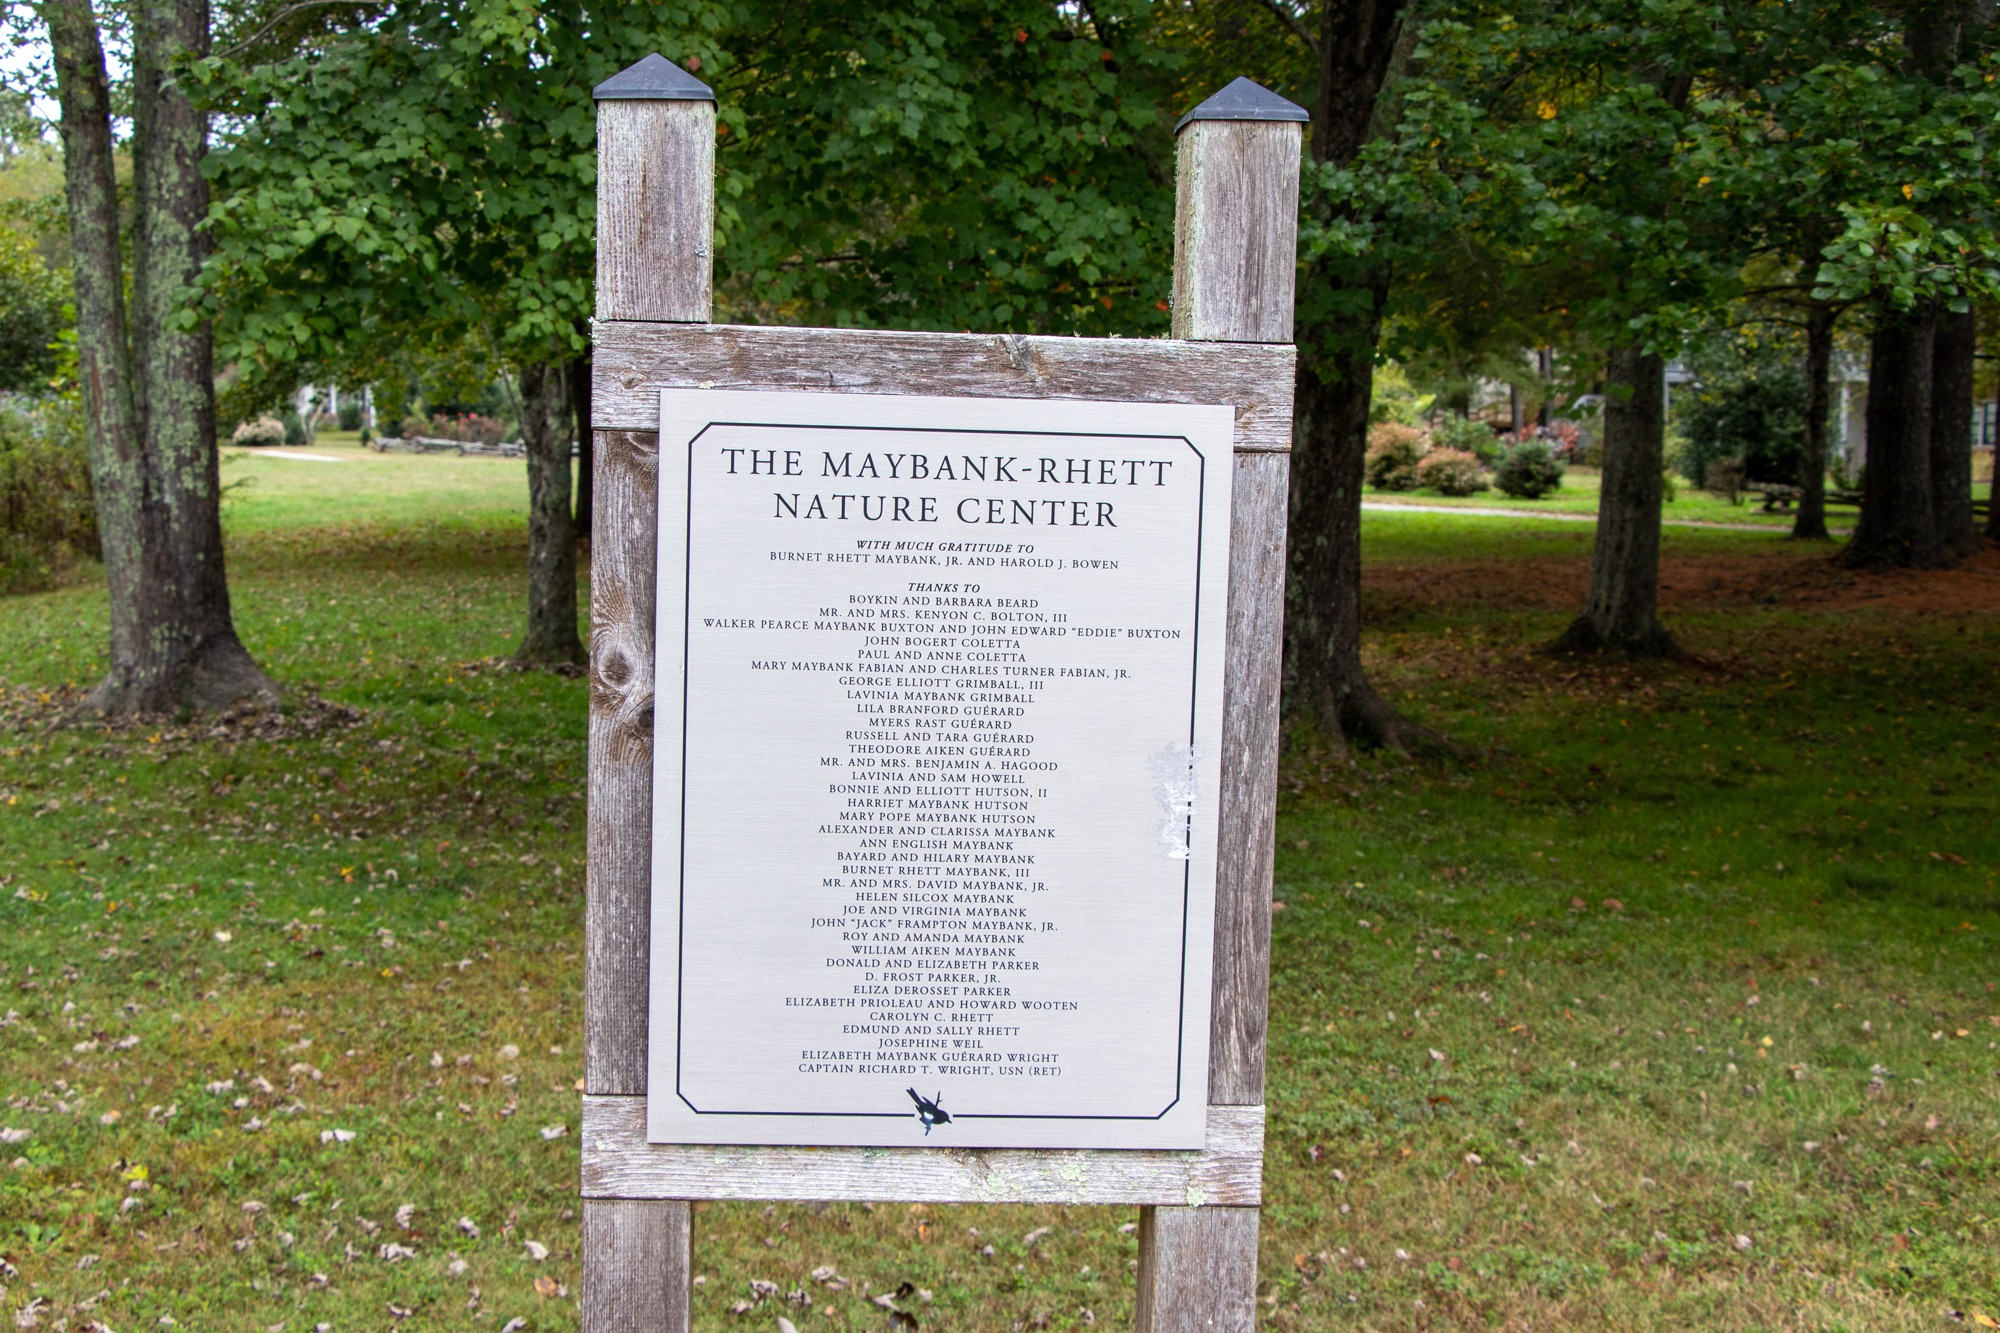 THE MAYBANK-RHETT
NATURE CENTER
WITH MUCH GRATITUDE TO
BURNET RHETT MAYBANK, JR. AND HAROLD J. BOWEN
THANKS TO
BOYKIN AND BARBARA BEARD
MR. AND MRS. KENYON C. BOLTON, III
WALKER PEARCE MAYBANK BUXTON AND JOHN EDWARD “EDDIE” BUXTON
JOHN BOGERT COLETTA
PAUL AND ANNE COLETTA
MARY MAYBANK FABIAN AND CHARLES TURNER FABIAN, JR.
GEORGE ELLIOTT GRIMBALL, III
LAVINIA MAYBANK GRIMBALL
LILA BRANFORD GUÉRARD
MYERS RAST GUÉRARD
RUSSELL AND TARA GUÉRARD
THEODORE AIKEN GUÉRARD
MR. AND MRS. BENJAMIN A. HAGOOD
LAVINIA AND SAM HOWELL
BONNIE AND ELLIOTT HUTSON, II
HARRIET MAYBANK HUTSON
MARY POPE MAYBANK HUTSON
ALEXANDER AND CLARISSA MAYBANK
ANN ENGLISH MAYBANK
BAYARD AND HILARY MAYBANK
BURNET RHETT MAYBANK, III
MR. AND MRS. DAVID MAYBANK, JR.
HELEN SILCOX MAYBANK
JOE AND VIRGINIA MAYBANK
JOHN “JACK” FRAMPTON MAYBANK, JR.
ROY AND AMANDA MAYBANK
WILLIAM AIKEN MAYBANK
DONALD AND ELIZABETH PARKER
D. FROST PARKER, JR.
ELIZA DEROSSET PARKER
ELIZABETH PRIOLEAU AND HOWARD WOOTEN
CAROLYN C. RHETT
EDMUND AND SALLY RHETT
JOSEPHINE WEIL
ELIZABETH MAYBANK GUÉRARD WRIGHT
CAPTAIN RICHARD T. WRIGHT, USN (RET)